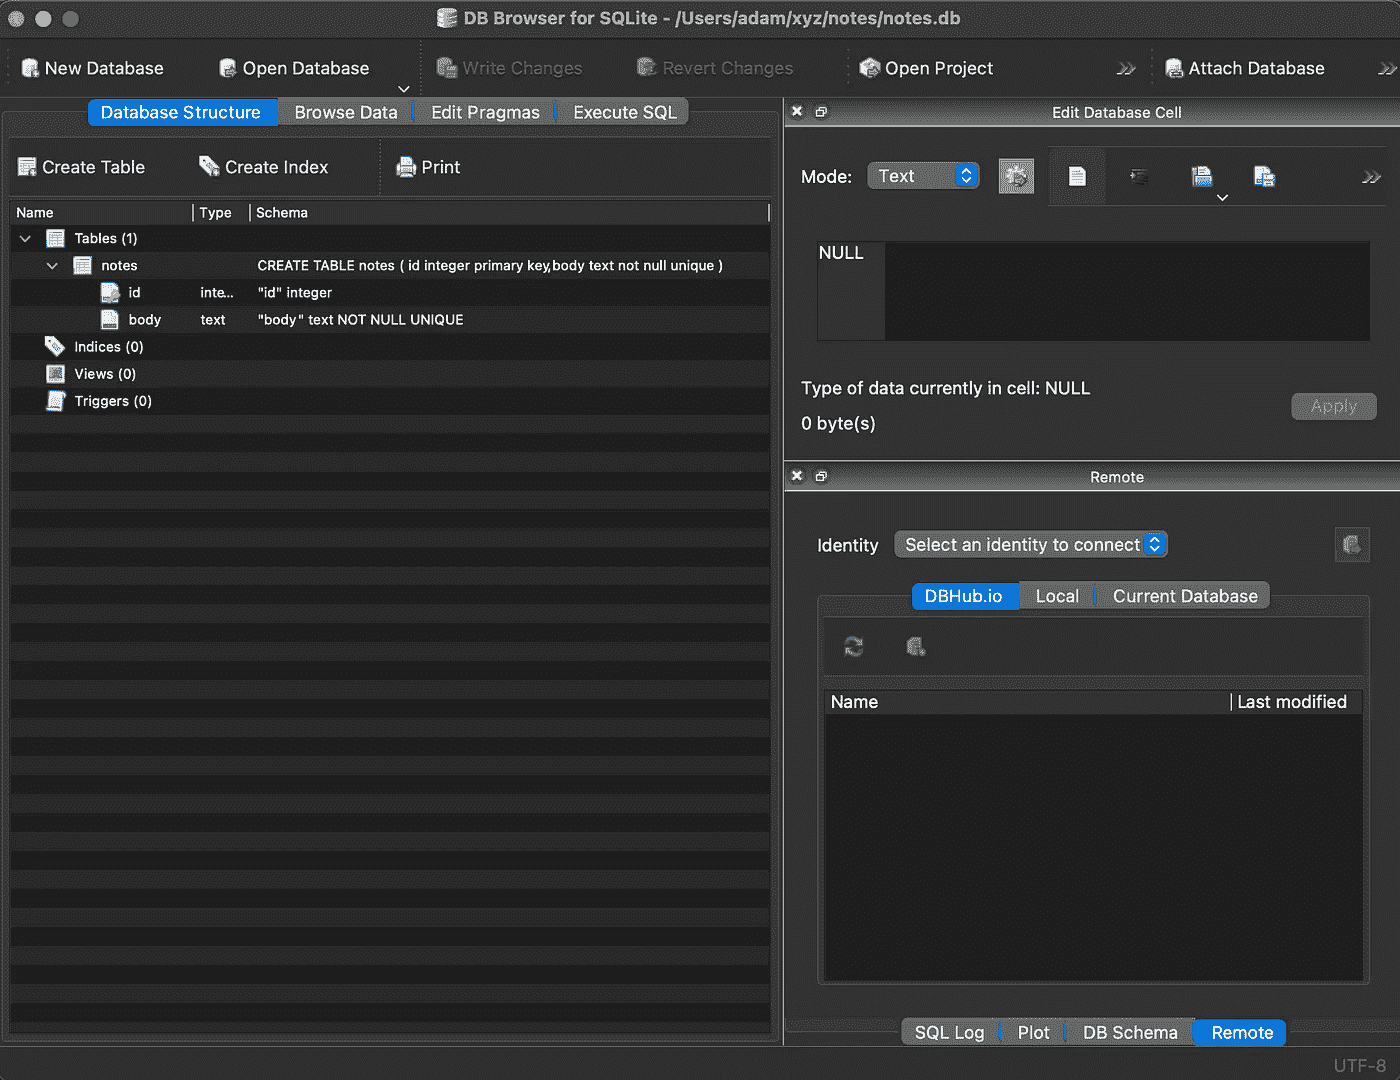 DB Browser for SQLite - /Users/adam/xyz/notes/notes.db
New Database Open Database Write Changes Revert Changes Open Project Attach Database
Database Structure Browse Data Edit Pragmas Execute SQL
Create Table Create Index Print
Name Type Schema
Tables (1)
notes CREATE TABLE notes ( id integer primary key,body text not null unique )
id inte... "id" integer
body text "body" text NOT NULL UNIQUE
Indices (0)
Views (0)
Triggers (0)
Edit Database Cell
Mode: Text
NULL
Type of data currently in cell: NULL
0 byte(s)
Apply
Remote
Identity Select an identity to connect
DBHub.io Local Current Database
Name Last modified
SQL Log Plot DB Schema Remote
UTF-8